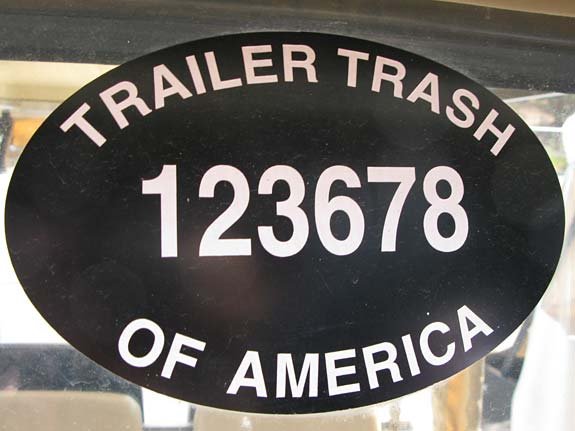 TRAILER TRASH
123678
OF AMERICA